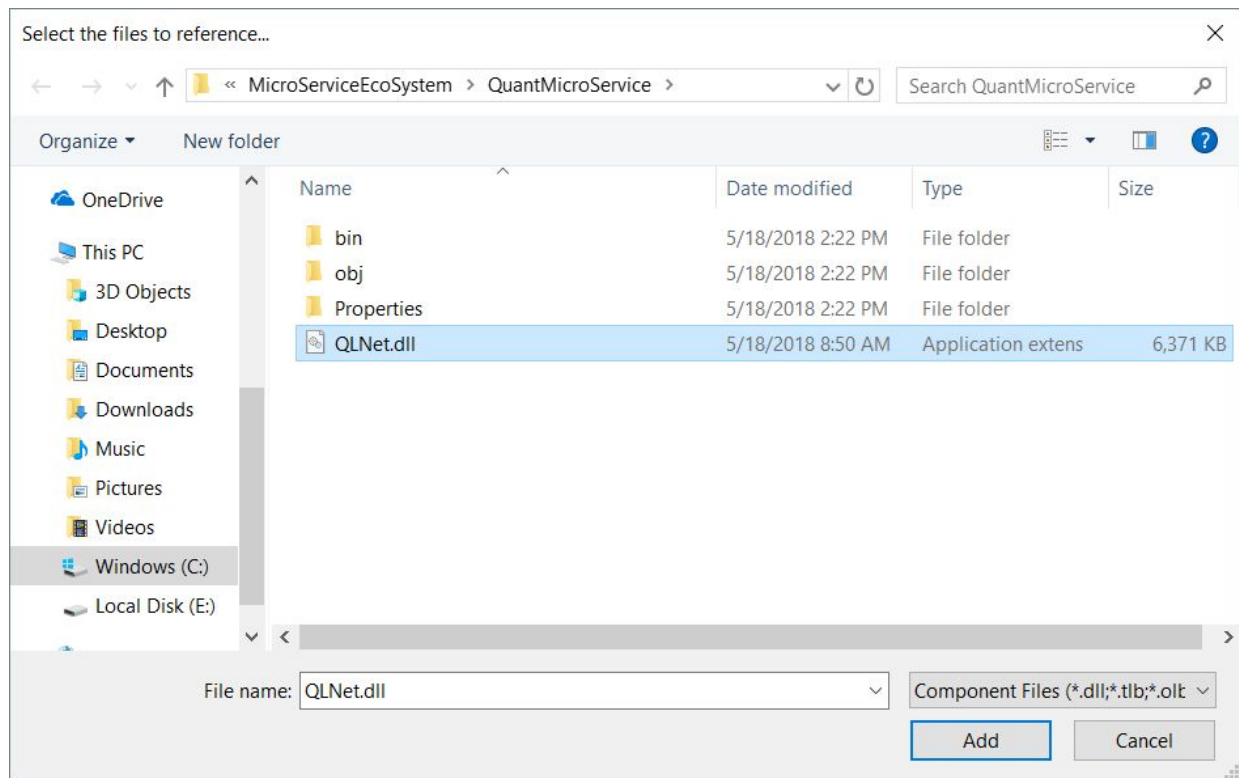 Select the files to reference...
« MicroServiceEcoSystem > QuantMicroService >
Search QuantMicroService
Organize
New folder
?
Name Date modified Type Size
OneDrive
This PC
3D Objects
Desktop
Documents
Downloads
Music
Pictures
Videos
Windows (C:)
Local Disk (E:)
bin 5/18/2018 2:22 PM File folder
obj 5/18/2018 2:22 PM File folder
Properties 5/18/2018 2:22 PM File folder
QLNet.dll 5/18/2018 8:50 AM Application extens 6,371 KB
File name: QLNet.dll
Component Files (*.dll;*.tlb;*.olb
Add Cancel